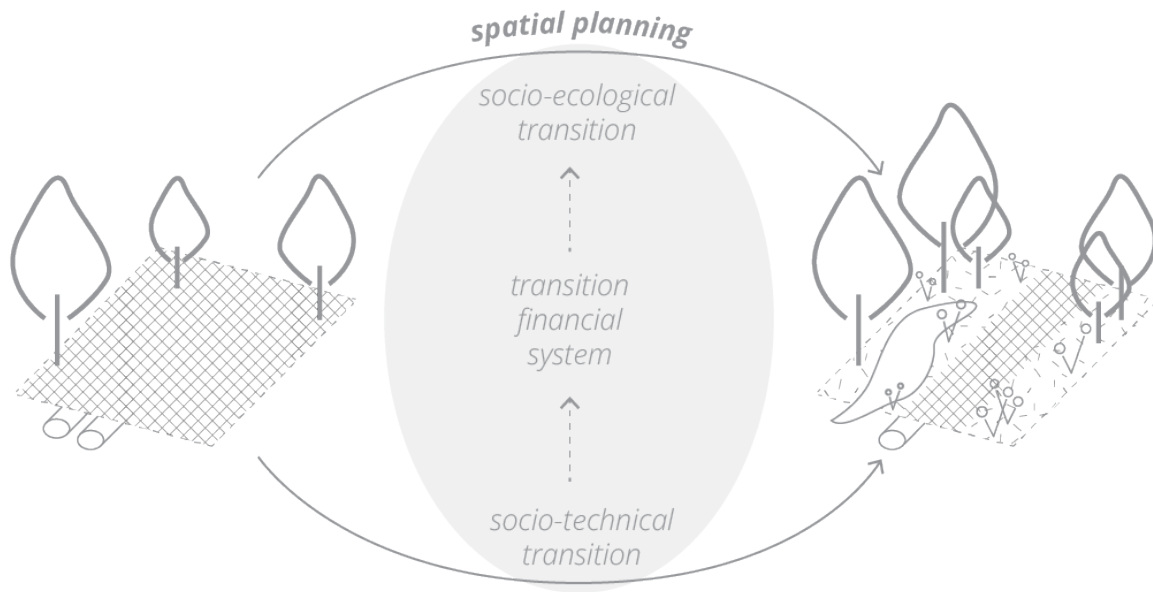 spatial planning
socio-ecological
transition
transition
financial
system
socio-technical
transition